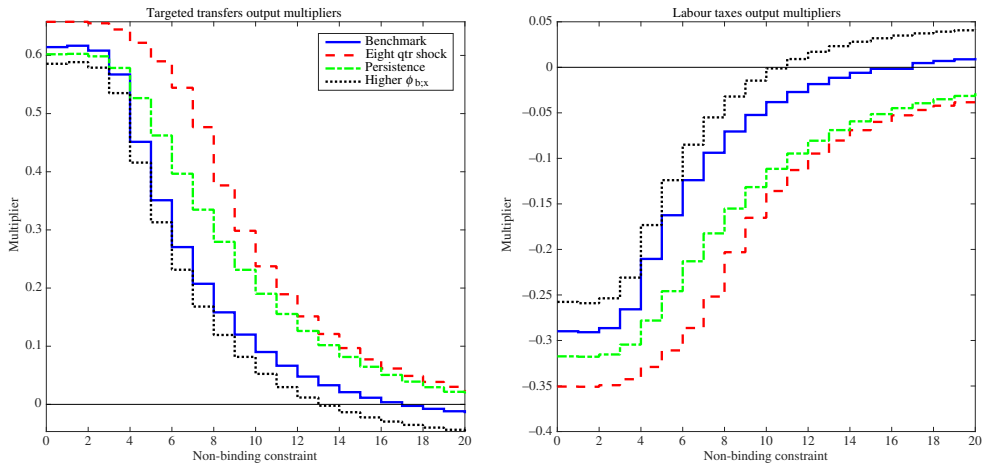 Targeted transfers output multipliers
Multiplier
0.6
0.5
0.4
0.3
0.2
0.1
0
Benchmark
Eight qtr shock
Persistence
Higher ϕb;x
0 2 4 6 8 10 12 14 16 18 20
Non-binding constraint
Labour taxes output multipliers
Multiplier
0.05
0
−0.05
−0.1
−0.15
−0.2
−0.25
−0.3
−0.35
−0.4
0 2 4 6 8 10 12 14 16 18 20
Non-binding constraint